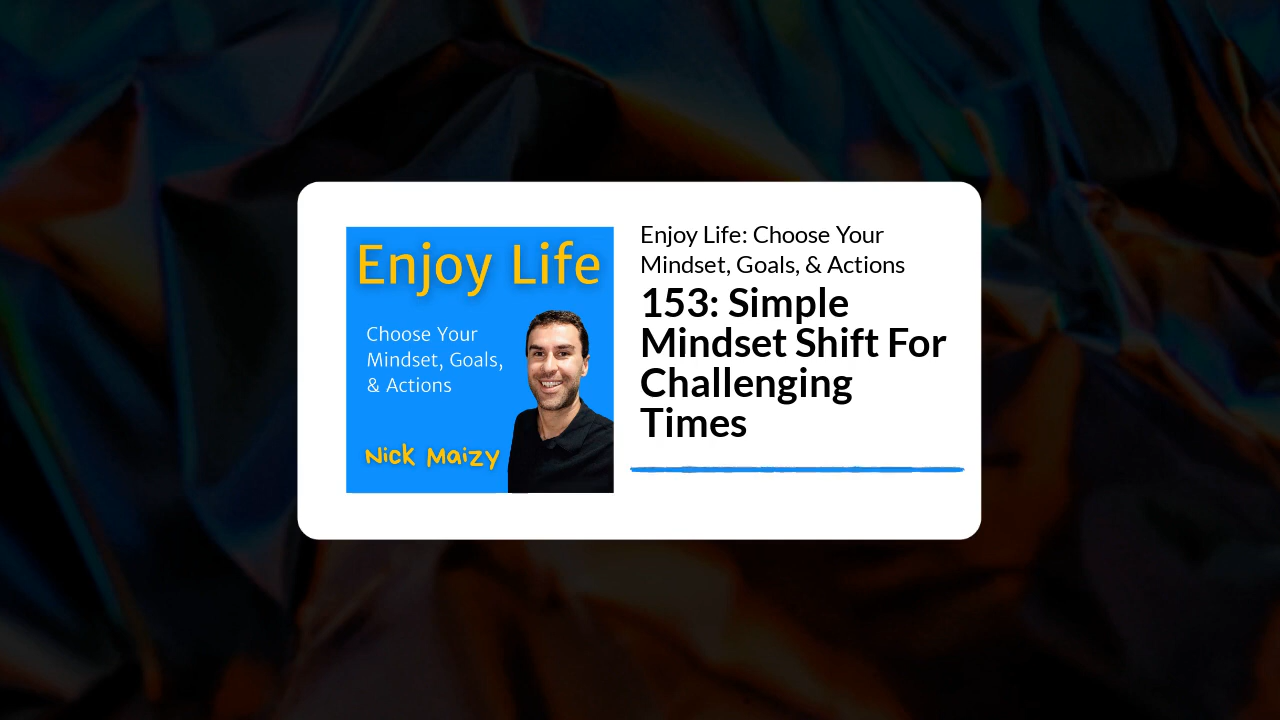 Enjoy Life
Choose Your
Mindset, Goals,
& Actions
Nick Maizy
Enjoy Life: Choose Your
Mindset, Goals, & Actions
153: Simple
Mindset Shift For
Challenging
Times